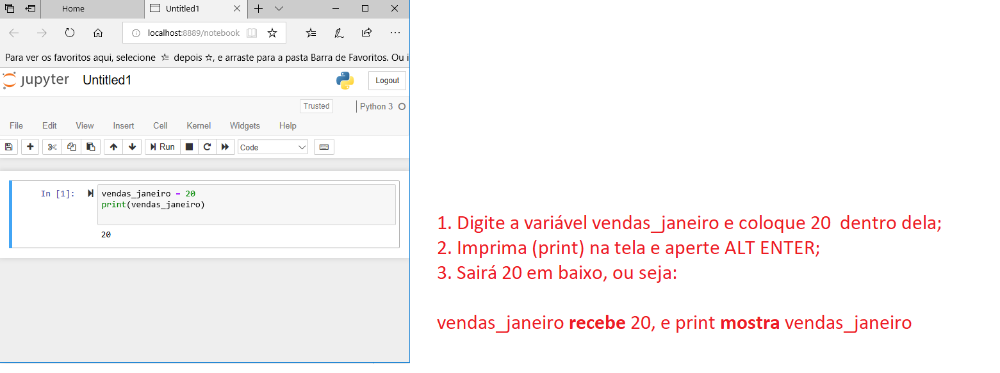 Home
Untitled1
localhost:8889/notebook
Para ver os favoritos aqui, selecione depois ☆, e arraste para a pasta Barra de Favoritos. Ou i
jupyter Untitled1
Logout
Trusted
Python 3
File Edit View Insert Cell Kernel Widgets Help
Run
Code
In [1]:
vendas_janeiro = 20
print(vendas_janeiro)
20
1. Digite a variável vendas_janeiro e coloque 20 dentro dela;
2. Imprima (print) na tela e aperte ALT ENTER;
3. Sairá 20 em baixo, ou seja:
vendas_janeiro recebe 20, e print mostra vendas_janeiro